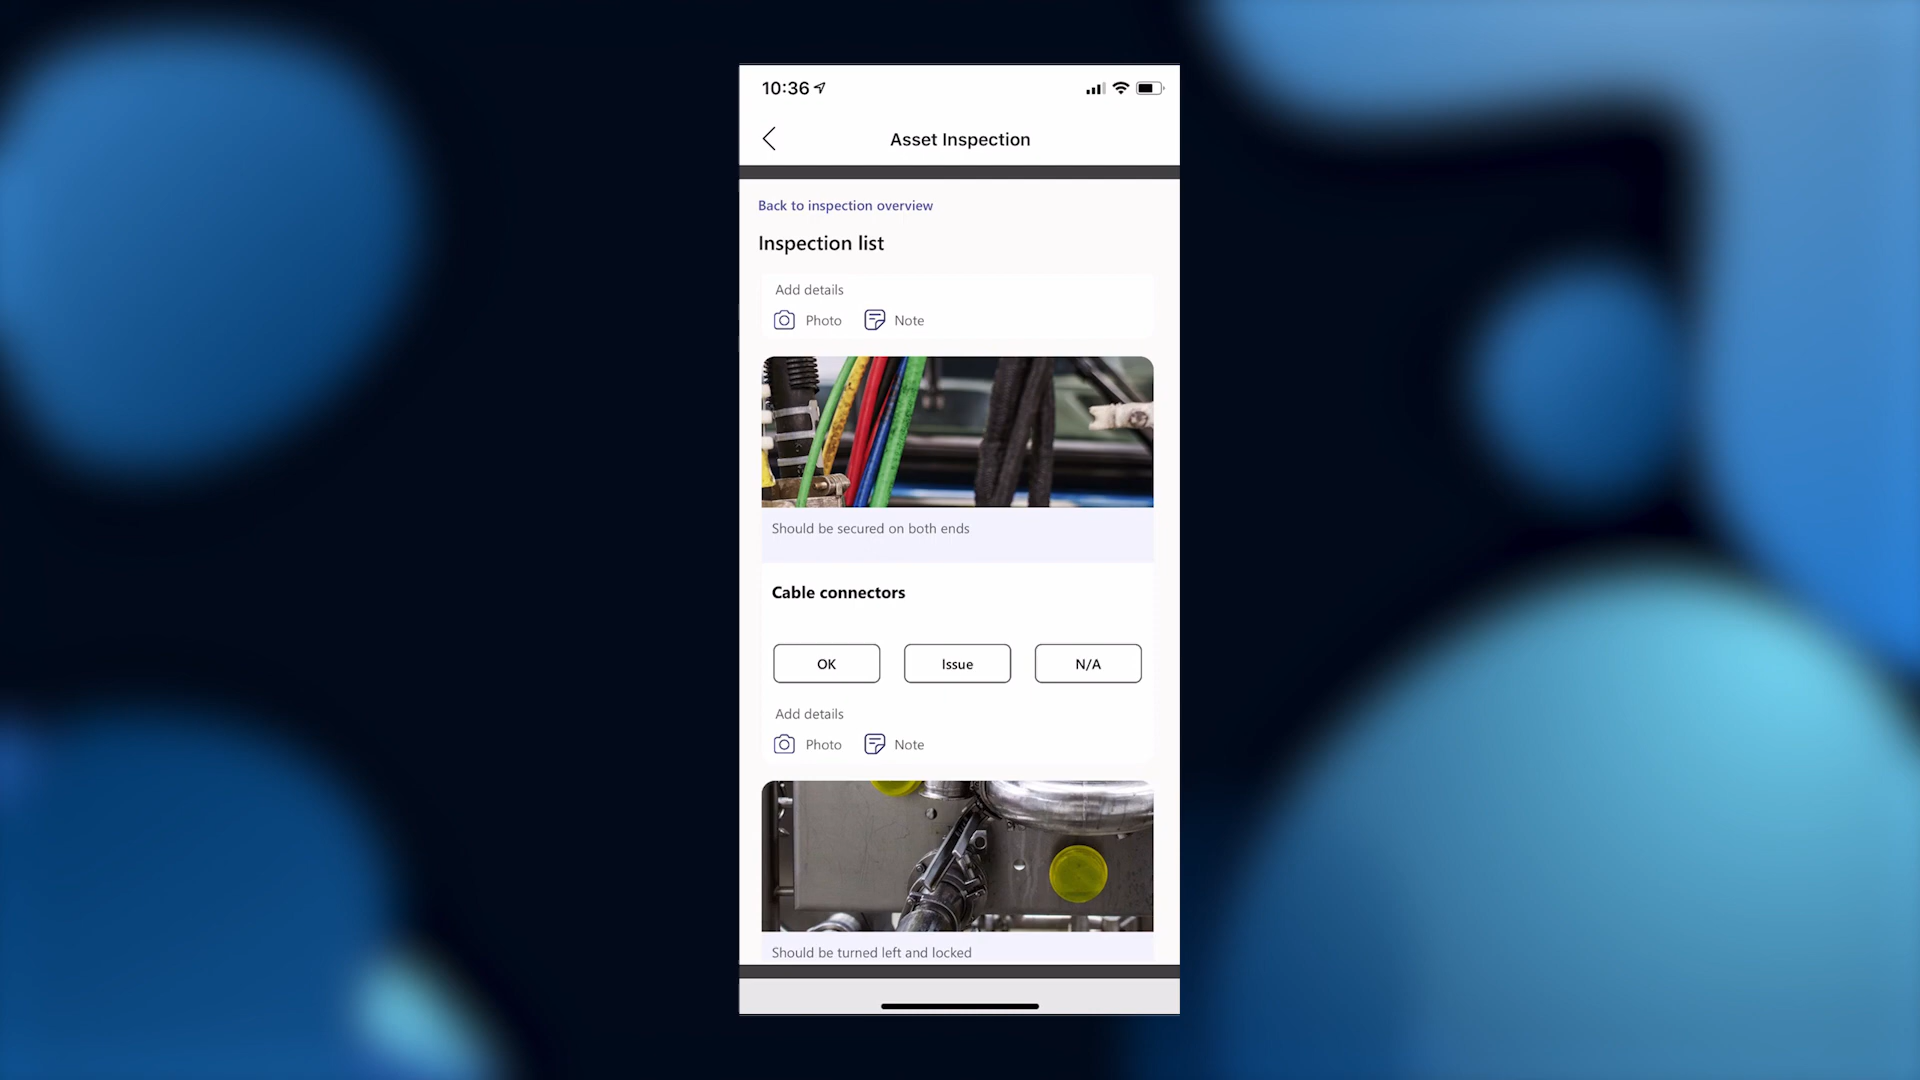 10:36
Asset Inspection
Back to inspection overview
Inspection list
Add details
Photo Note
Should be secured on both ends
Cable connectors
OK Issue N/A
Add details
Photo Note
Should be turned left and locked